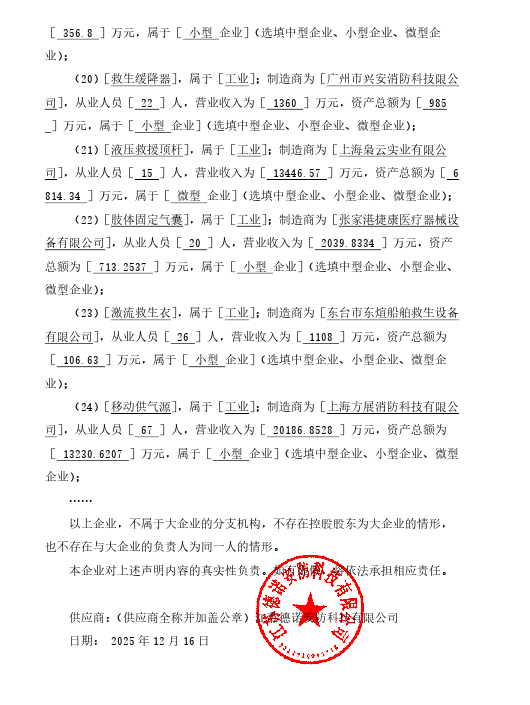 [ 356.8 ] 万元，属于 [ 小型 企业]（选填中型企业、小型企业、微型企
业）；
（20）[救生缓降器]，属于 [工业]；制造商为 [广州市兴安消防科技限公
司]，从业人员 [ 22 ] 人，营业收入为 [ 1360 ] 万元，资产总额为 [ 985
] 万元，属于 [ 小型 企业]（选填中型企业、小型企业、微型企业）；
（21）[液压救援顶杆]，属于 [工业]；制造商为 [上海枭云实业有限公
司]，从业人员 [ 15 ] 人，营业收入为 [ 13446.57 ] 万元，资产总额为 [ 6
814.34 ] 万元，属于 [ 微型 企业]（选填中型企业、小型企业、微型企业）；
（22）[肢体固定气囊]，属于 [工业]；制造商为 [张家港捷康医疗器械设
备有限公司]，从业人员 [ 20 ] 人，营业收入为 [ 2039.8334 ] 万元，资产
总额为 [ 713.2537 ] 万元，属于 [ 小型 企业]（选填中型企业、小型企业、
微型企业）；
（23）[激流救生衣]，属于 [工业]；制造商为 [东台市东煊船舶救生设备
有限公司]，从业人员 [ 26 ] 人，营业收入为 [ 1108 ] 万元，资产总额为
[ 106.63 ] 万元，属于 [ 小型 企业]（选填中型企业、小型企业、微型企
业）；
（24）[移动供气源]，属于 [工业]；制造商为 [上海方展消防科技有限公
司]，从业人员 [ 67 ] 人，营业收入为 [ 20186.8528 ] 万元，资产总额为
[ 13230.6207 ] 万元，属于 [ 小型 企业]（选填中型企业、小型企业、微型
企业）；
……
以上企业，不属于大企业的分支机构，不存在控股股东为大企业的情形，
也不存在与大企业的负责人为同一人的情形。
本企业对上述声明内容的真实性负责。如有虚假，将依法承担相应责任。
供应商：（供应商全称并加盖公章）江苏德诺安防科技有限公司
日期： 2025 年 12 月 16 日
江苏德诺安防科技有限公司